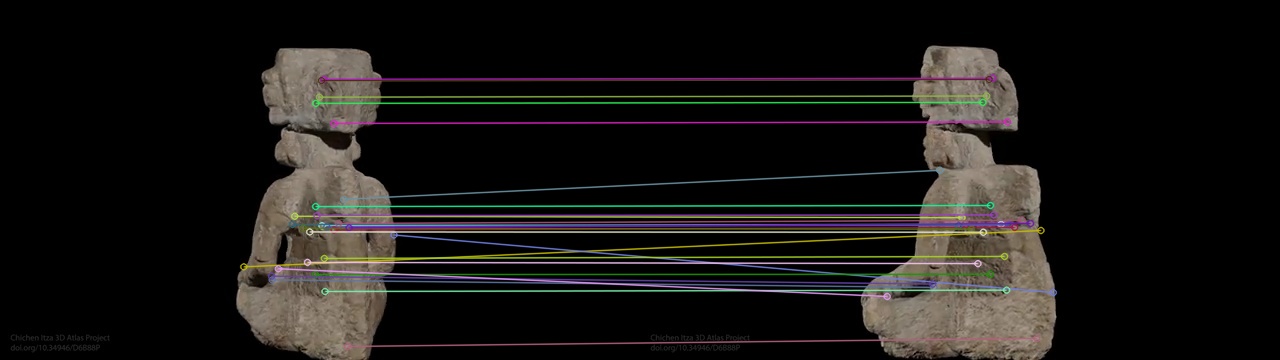 Chichen Itza 3D Atlas Project
doi.org/10.34946/D6B88P
Chichen Itza 3D Atlas Project
doi.org/10.34946/D6B88P